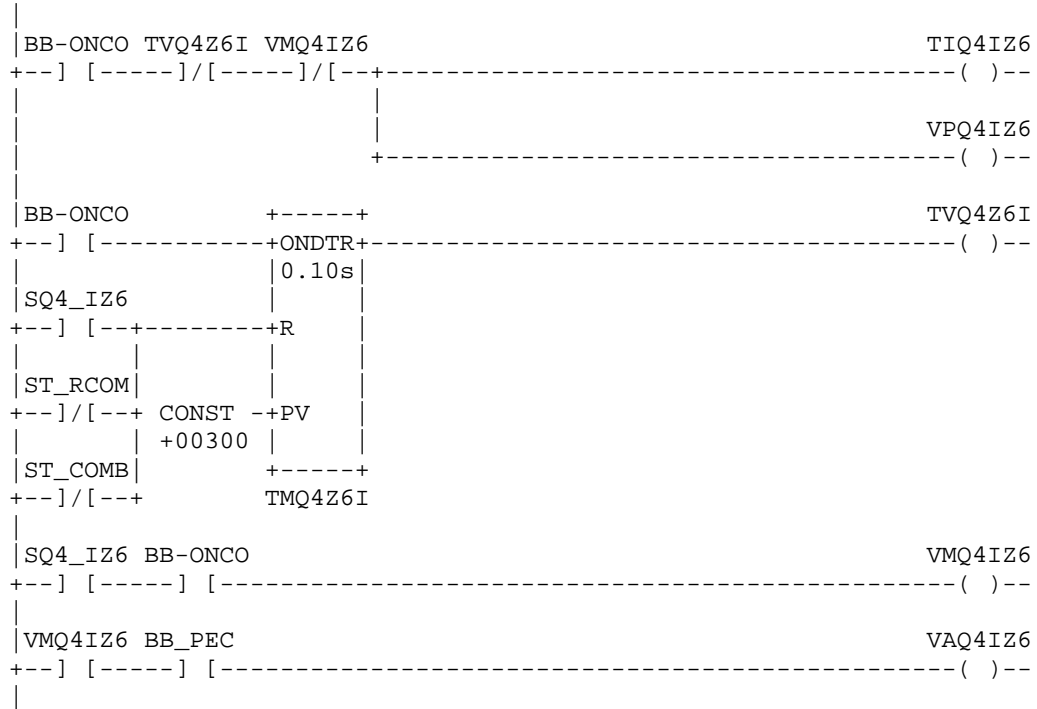 |
|BB-ONCO TVQ4Z6I VMQ4IZ6                                     TIQ4IZ6
+--] [-----]/[-----]/[--+--------------------------------------( )--
|                       |
|                       |                                    VPQ4IZ6
|                       +--------------------------------------( )--
|
|BB-ONCO         +-----+                                     TVQ4Z6I
+--] [-----------+ONDTR+---------------------------------------( )--
|                |0.10s|
|SQ4_IZ6         |     |
+--] [--+--------+R    |
|       |        |     |
|ST_RCOM|        |     |
+--]/[--+ CONST -+PV   |
|       | +00300 |     |
|ST_COMB|        +-----+
+--]/[--+        TMQ4Z6I
|
|SQ4_IZ6 BB-ONCO                                             VMQ4IZ6
+--] [-----] [-------------------------------------------------( )--
|
|VMQ4IZ6 BB_PEC                                              VAQ4IZ6
+--] [-----] [-------------------------------------------------( )--
|